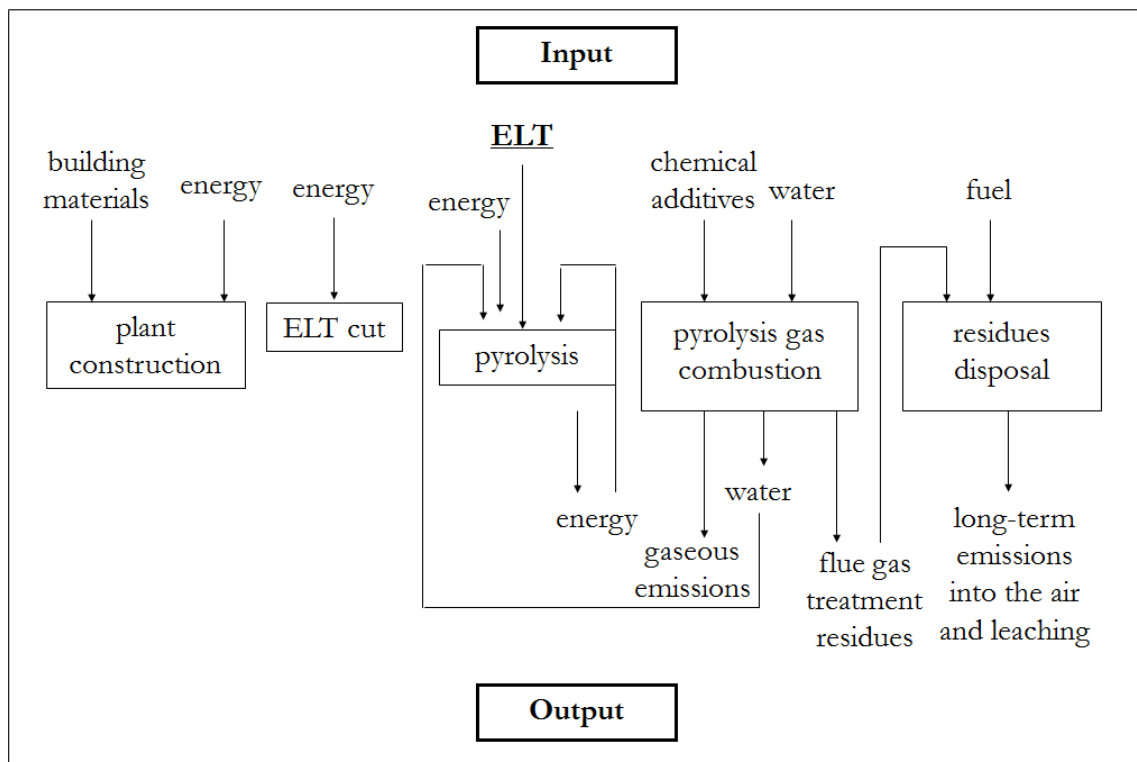 Input
ELT
building
materials
energy
energy
energy
chemical
additives
water
fuel
plant
construction
ELT cut
pyrolysis
pyrolysis gas
combustion
residues
disposal
energy
water
gaseous
emissions
flue gas
treatment
residues
long-term
emissions
into the air
and leaching
Output